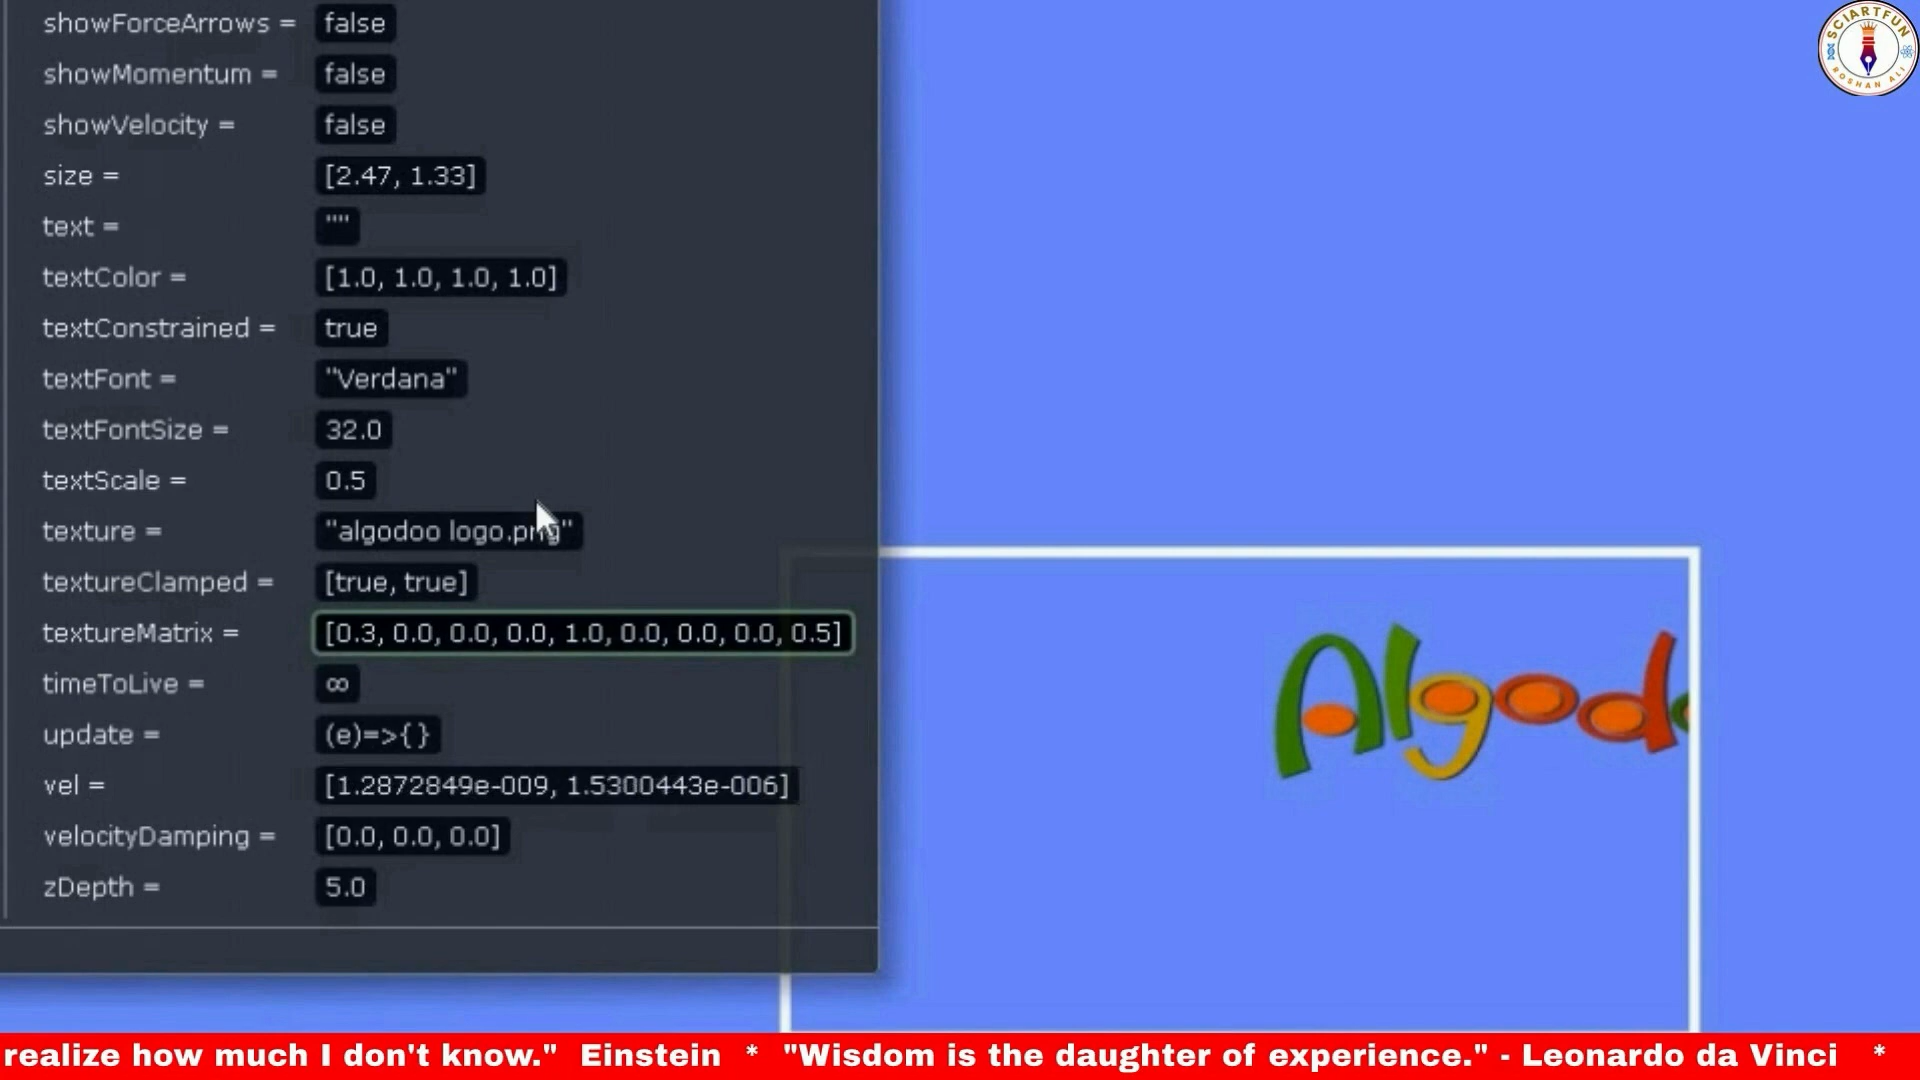 showForceArrows = false
showMomentum = false
showVelocity = false
size = [2.47, 1.33]
text = ""
textColor = [1.0, 1.0, 1.0, 1.0]
textConstrained = true
textFont = "Verdana"
textFontSize = 32.0
textScale = 0.5
texture = "algodoo logo.png"
textureClamped = [true, true]
textureMatrix = [0.3, 0.0, 0.0, 0.0, 1.0, 0.0, 0.0, 0.0, 0.5]
timeToLive = ∞
update = (e)=>{}
vel = [1.2872849e-009, 1.5300443e-006]
velocityDamping = [0.0, 0.0, 0.0]
zDepth = 5.0
SCIARTFUN
ROSHAN ALI
Algod
realize how much I don't know." Einstein * "Wisdom is the daughter of experience." - Leonardo da Vinci *